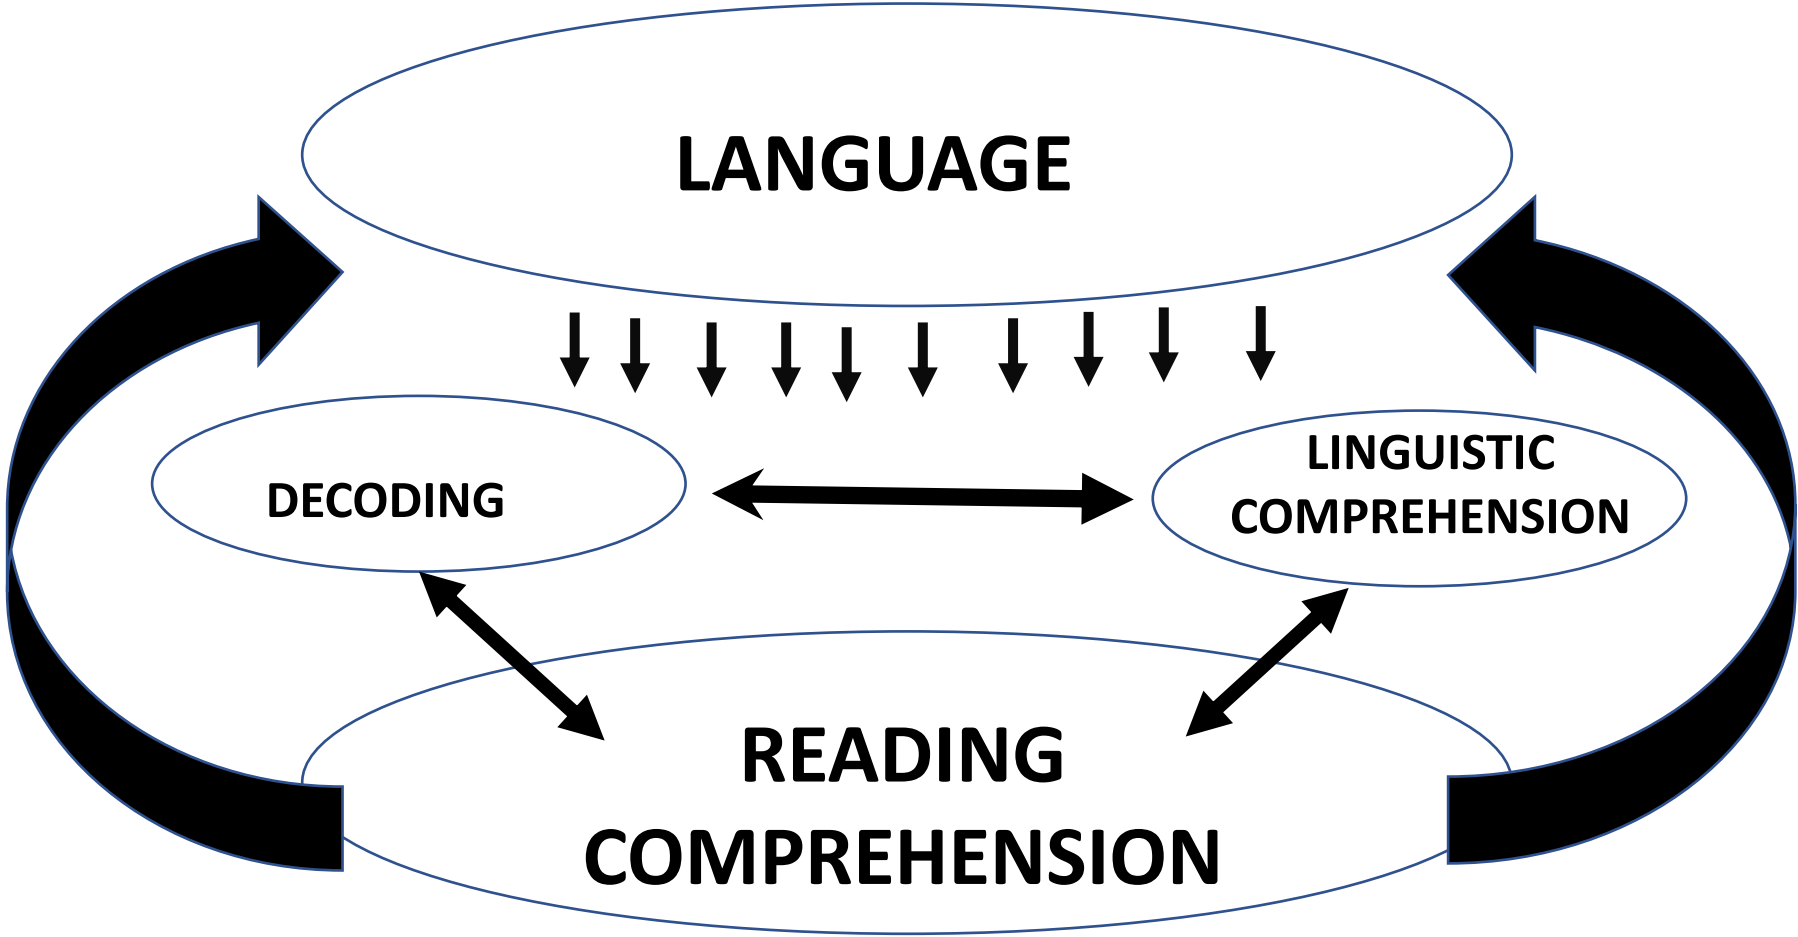 LANGUAGE
DECODING
LINGUISTIC
COMPREHENSION
READING
COMPREHENSION